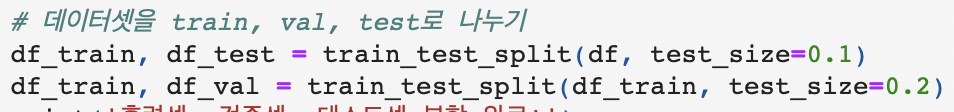 # 데이터셋을 train, val, test로 나누기
df_train, df_test = train_test_split(df, test_size=0.1)
df_train, df_val = train_test_split(df_train, test_size=0.2)